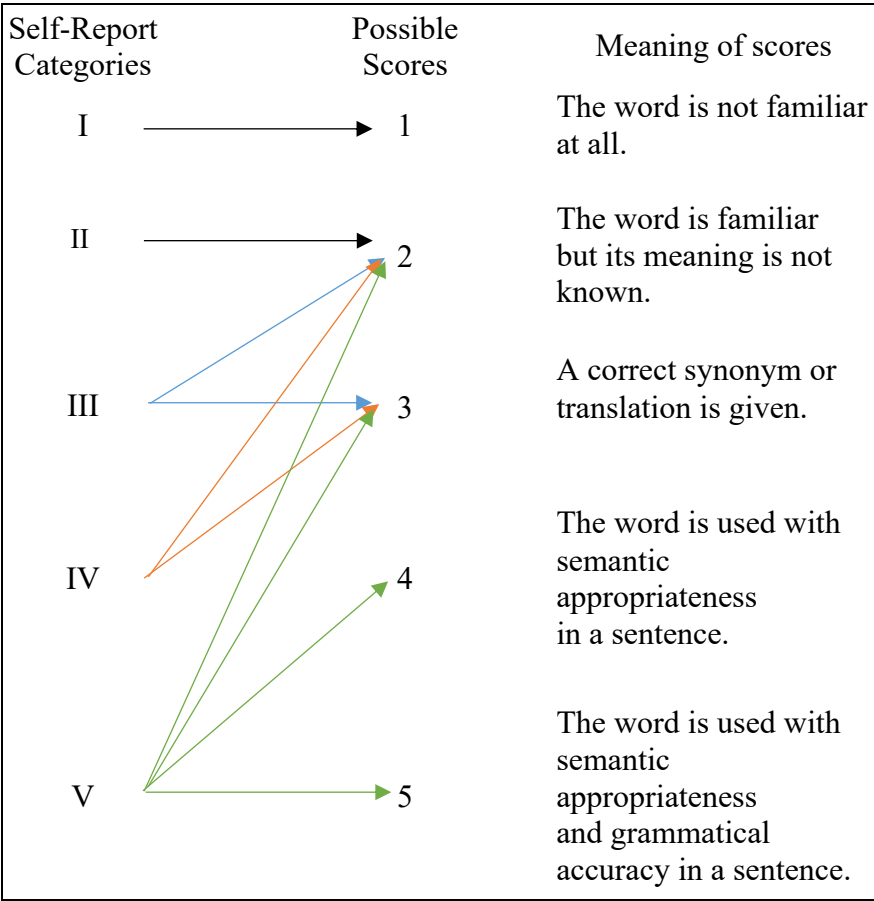 Self-Report Categories
Possible Scores
Meaning of scores
I
1
The word is not familiar
at all.
II
2
The word is familiar
but its meaning is not
known.
III
3
A correct synonym or
translation is given.
IV
4
The word is used with
semantic
appropriateness
in a sentence.
V
5
The word is used with
semantic
appropriateness
and grammatical
accuracy in a sentence.